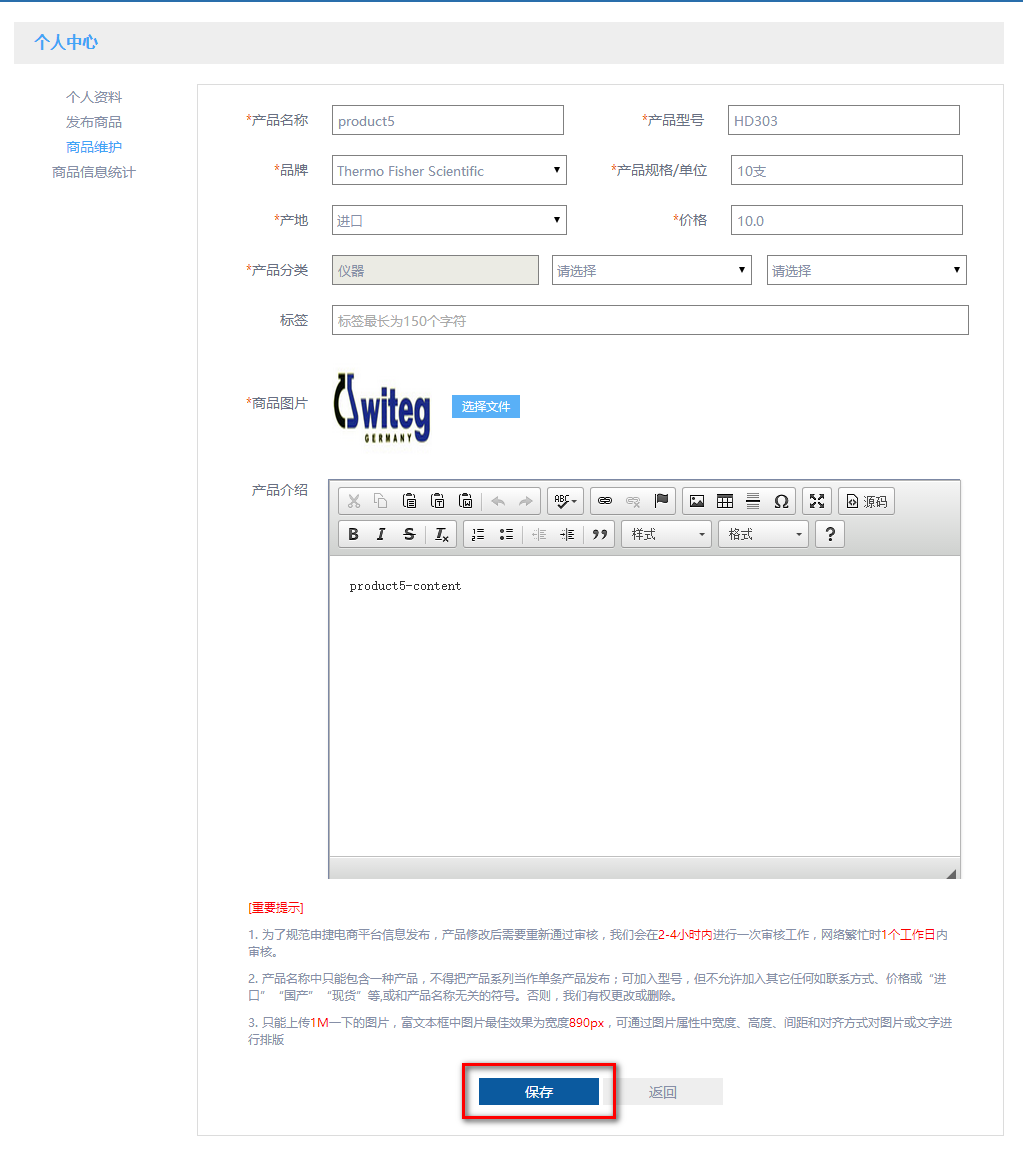 个人中心
个人资料
发布商品
商品维护
商品信息统计
*产品名称 product5 *产品型号 HD303
*品牌 Thermo Fisher Scientific *产品规格/单位 10支
*产地 进口 *价格 10.0
*产品分类 仪器 请选择 请选择
标签 标签最长为150个字符
*商品图片 witeg GERMANY 选择文件
产品介绍
ABC Ω 源码
B I S Tx 样式 格式 ?
product5-content
[重要提示]
1. 为了规范申捷电商平台信息发布，产品修改后需要重新通过审核，我们会在2-4小时内进行一次审核工作，网络繁忙时1个工作日内
审核。
2. 产品名称中只能包含一种产品，不得把产品系列当作单条产品发布；可加入型号，但不允许加入其它任何如联系方式、价格或“进
口”“国产”“现货”等,或和产品名称无关的符号。否则，我们有权更改或删除。
3. 只能上传1M一下的图片，富文本框中图片最佳效果为宽度890px，可通过图片属性中宽度、高度、间距和对齐方式对图片或文字进
行排版
保存 返回